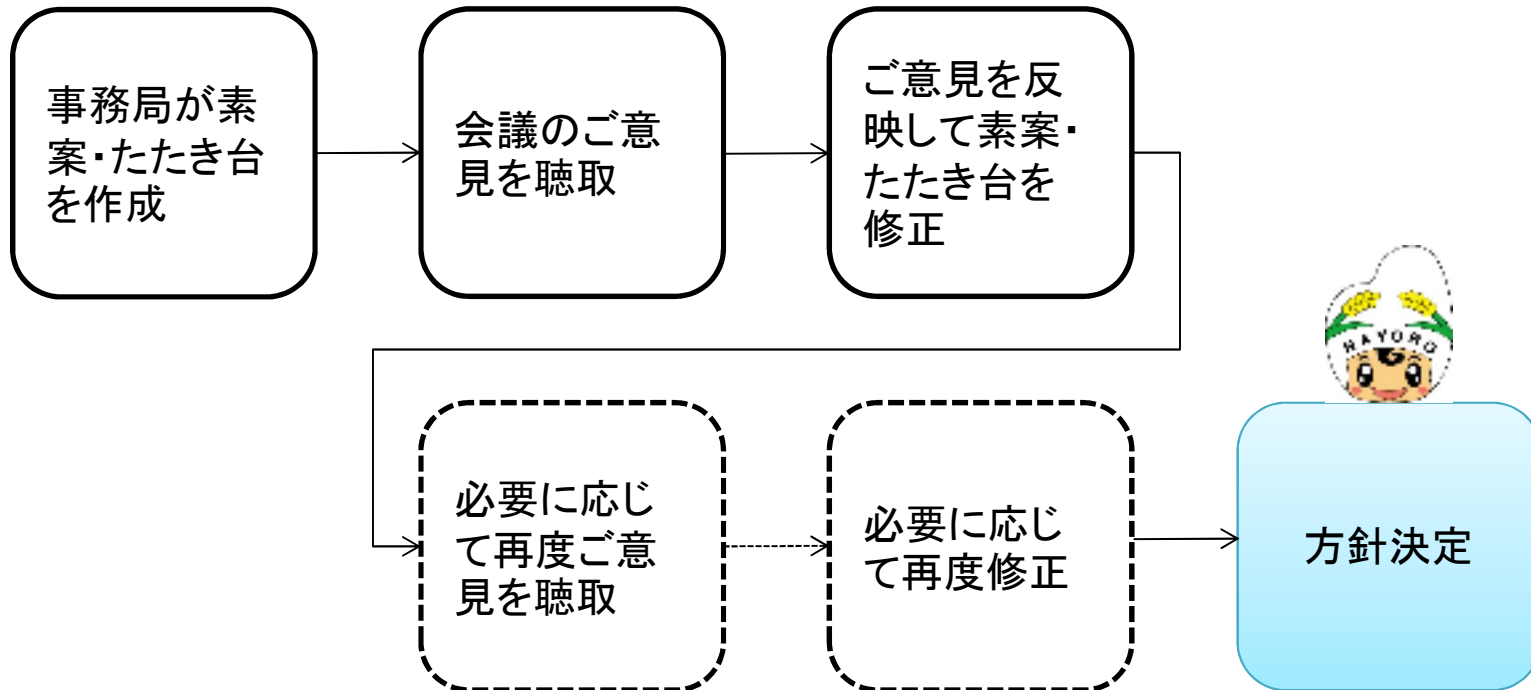 事務局が素
案・たたき台
を作成
会議のご意
見を聴取
ご意見を反
映して素案・
たたき台を
修正
NAYORO
必要に応じ
て再度ご意
見を聴取
必要に応じ
て再度修正
方針決定